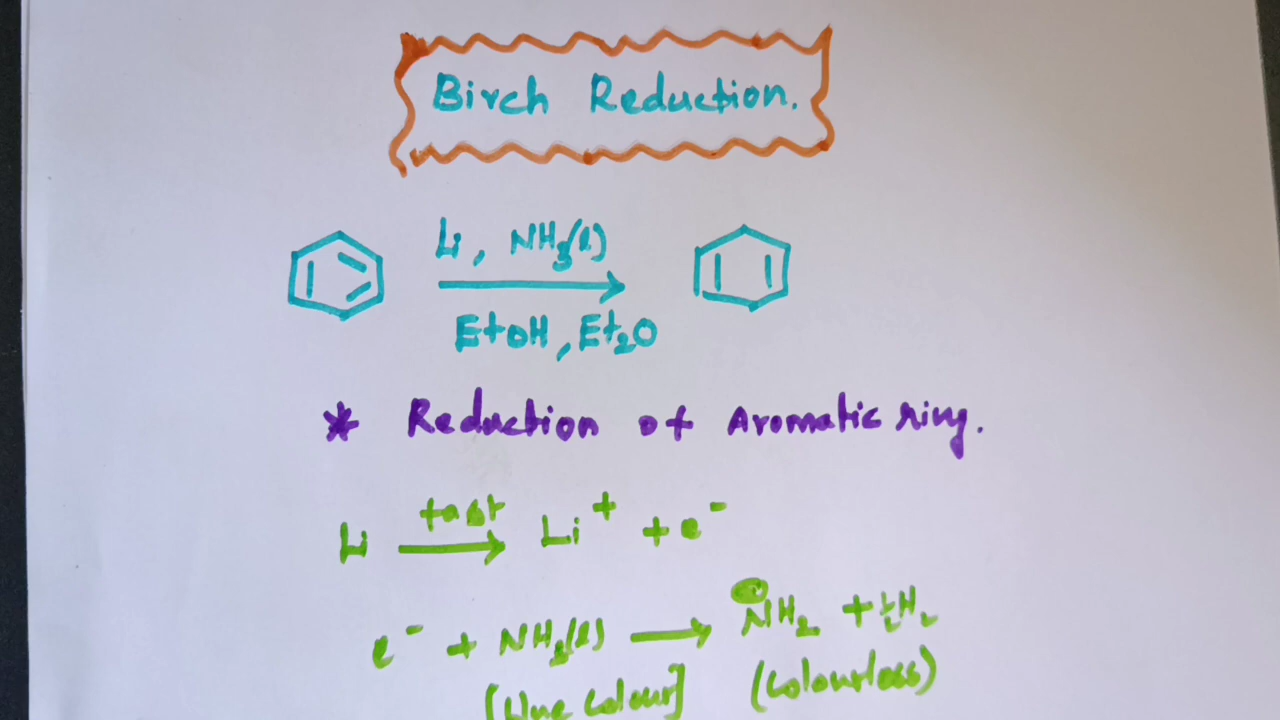 Birch Reduction.
Li, NH₃(l)
EtOH, Et₂O
* Reduction of Aromatic ring.
Li fast → Li⁺ + e⁻
e⁻ + NH₃(l) → ⊖NH₂ + ½H₂
[blue colour] (colourless)